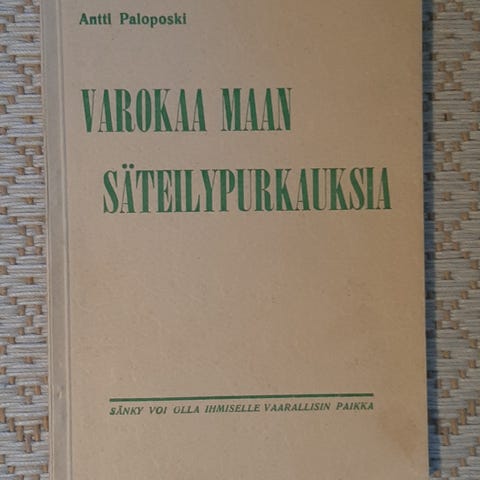 Antti Paloposki
VAROKAA MAAN
SÄTEILYPURKAUKSIA
SÄNKY VOI OLLA IHMISELLE VAARALLISIN PAIKKA